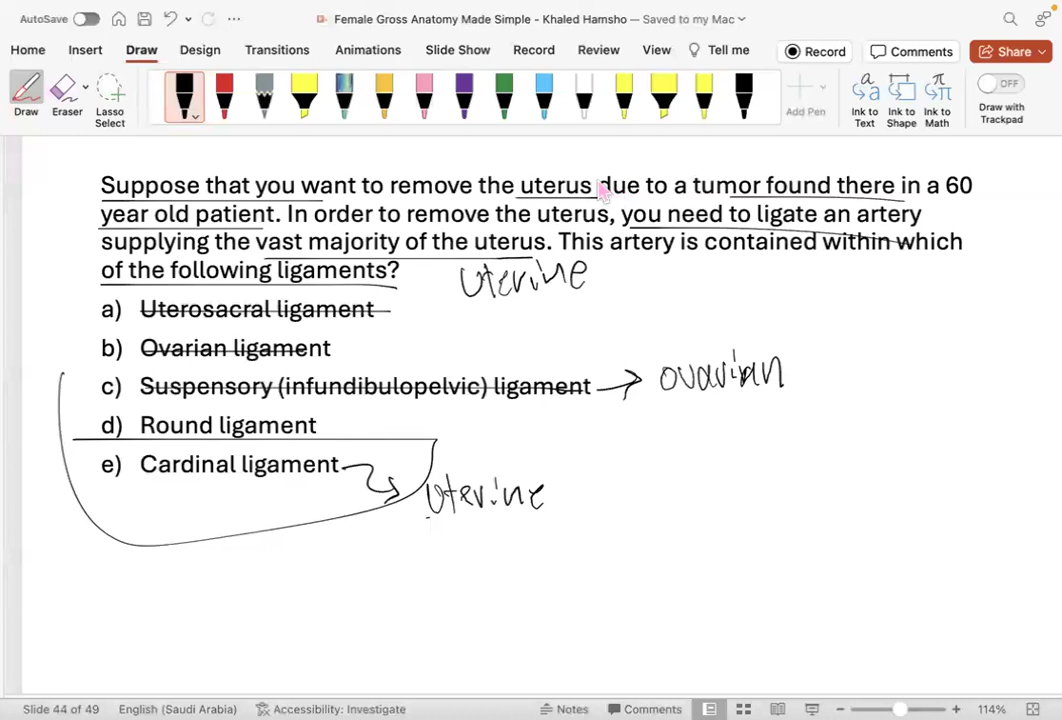 AutoSave
Female Gross Anatomy Made Simple - Khaled Hamsho — Saved to my Mac
Home Insert Draw Design Transitions Animations Slide Show Record Review View Tell me Record Comments Share
Draw Eraser Lasso Select Add Pen Ink to Text Ink to Shape Ink to Math OFF Draw with Trackpad
Suppose that you want to remove the uterus due to a tumor found there in a 60
year old patient. In order to remove the uterus, you need to ligate an artery
supplying the vast majority of the uterus. This artery is contained within which
of the following ligaments?
uterine
a) Uterosacral ligament
b) Ovarian ligament
c) Suspensory (infundibulopelvic) ligament ovarian
d) Round ligament
e) Cardinal ligament
uterine
Slide 44 of 49 English (Saudi Arabia) Accessibility: Investigate Notes Comments 114%